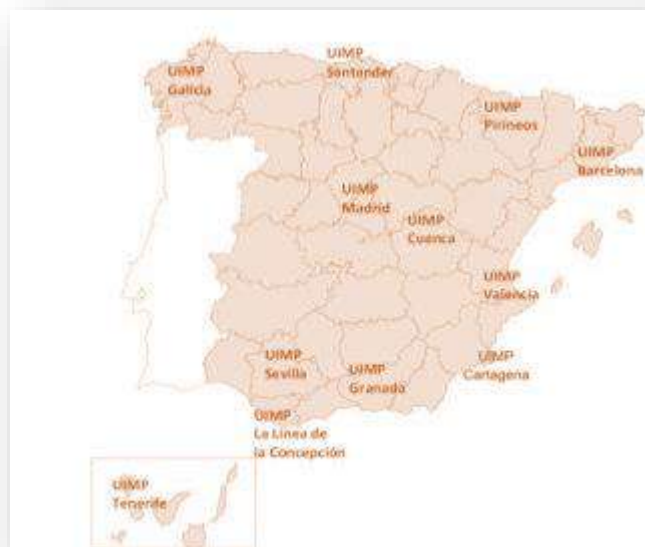 UIMP
Santander
UIMP
Galicia
UIMP
Pirineos
UIMP
Barcelona
UIMP
Madrid
UIMP
Cuenca
UIMP
Valencia
UIMP
Sevilla
UIMP
Granada
UIMP
Cartagena
UIMP
La Línea de
la Concepción
UIMP
Tenerife